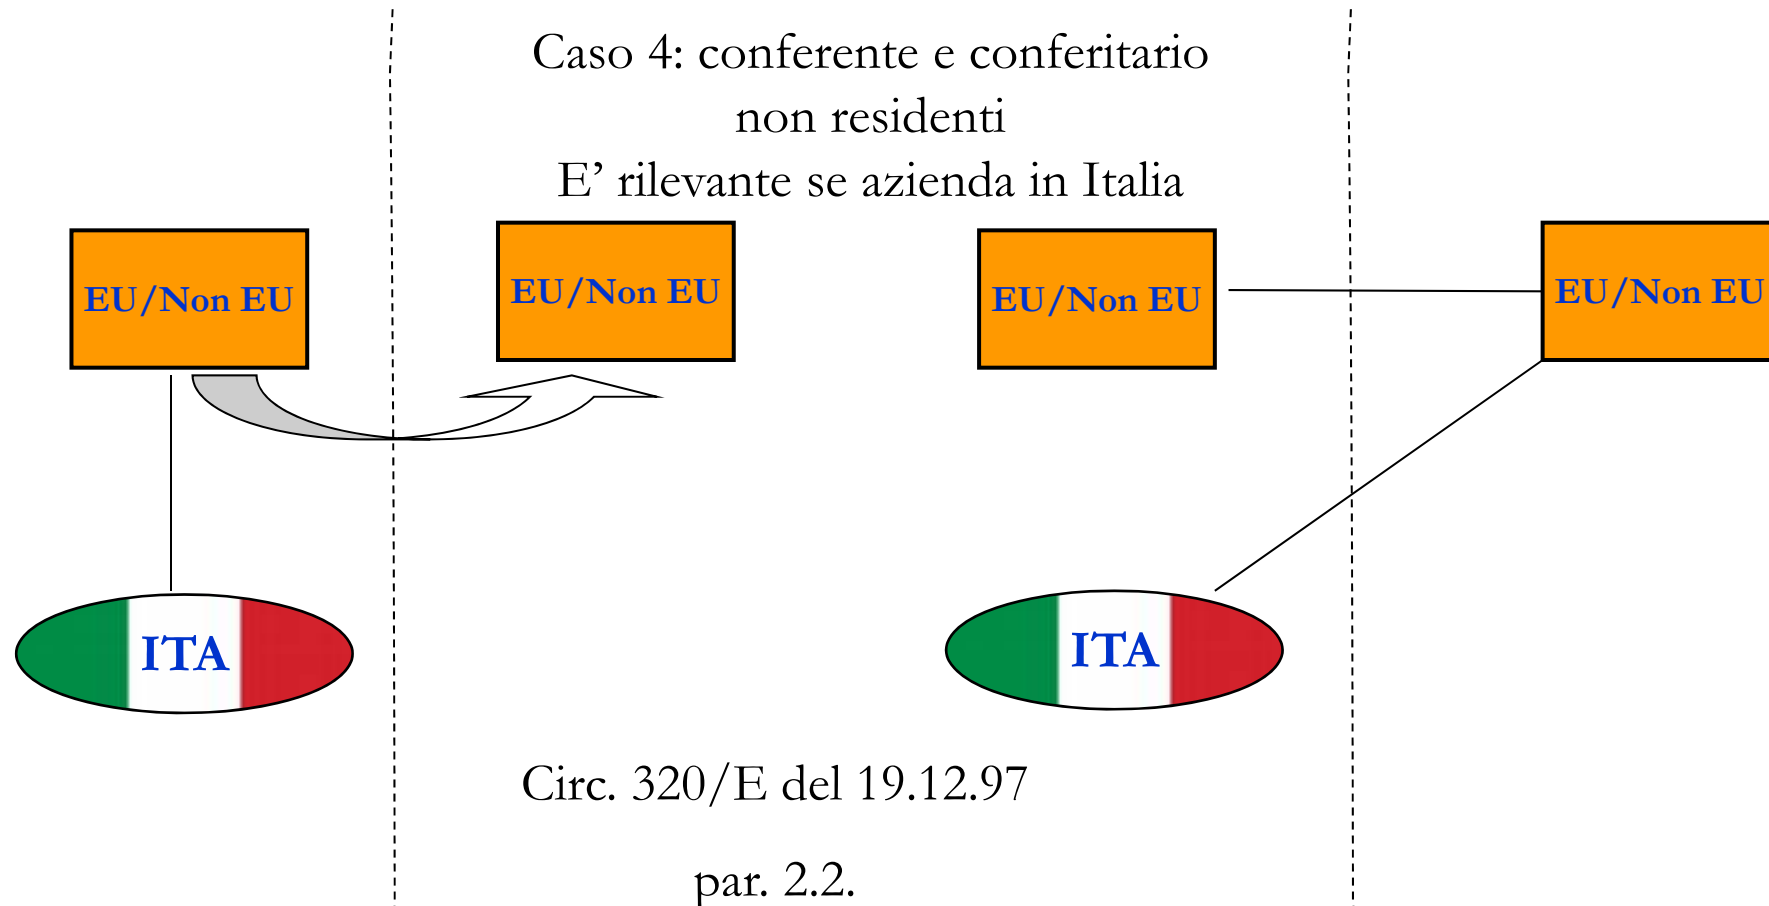 Caso 4: conferente e conferitario
non residenti
E’ rilevante se azienda in Italia
EU/Non EU
EU/Non EU
EU/Non EU
EU/Non EU
ITA
ITA
Circ. 320/E del 19.12.97
par. 2.2.